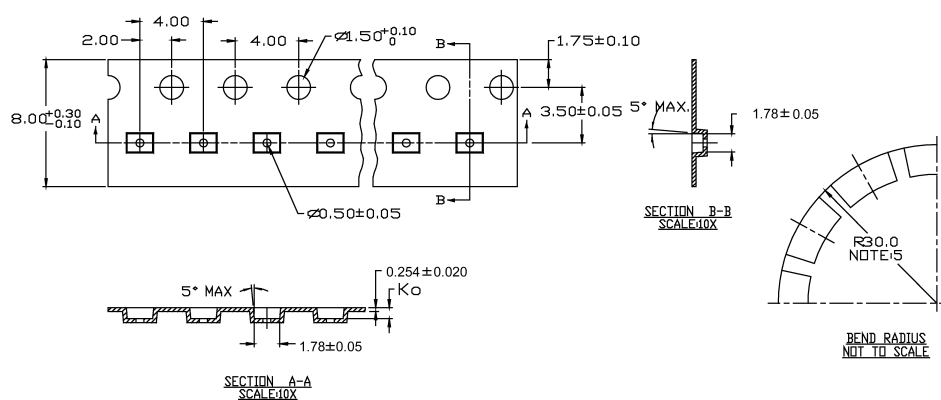 4.00
2.00
4.00
Ø1.50 +0.10 0
B
1.75±0.10
8.00 +0.30 -0.10
A
A
3.50±0.05
5° MAX.
1.78±0.05
Ø0.50±0.05
B
SECTION B-B
SCALE:10X
R30.0
NOTE:5
5° MAX
0.254±0.020
Ko
1.78±0.05
BEND RADIUS
NOT TO SCALE
SECTION A-A
SCALE:10X